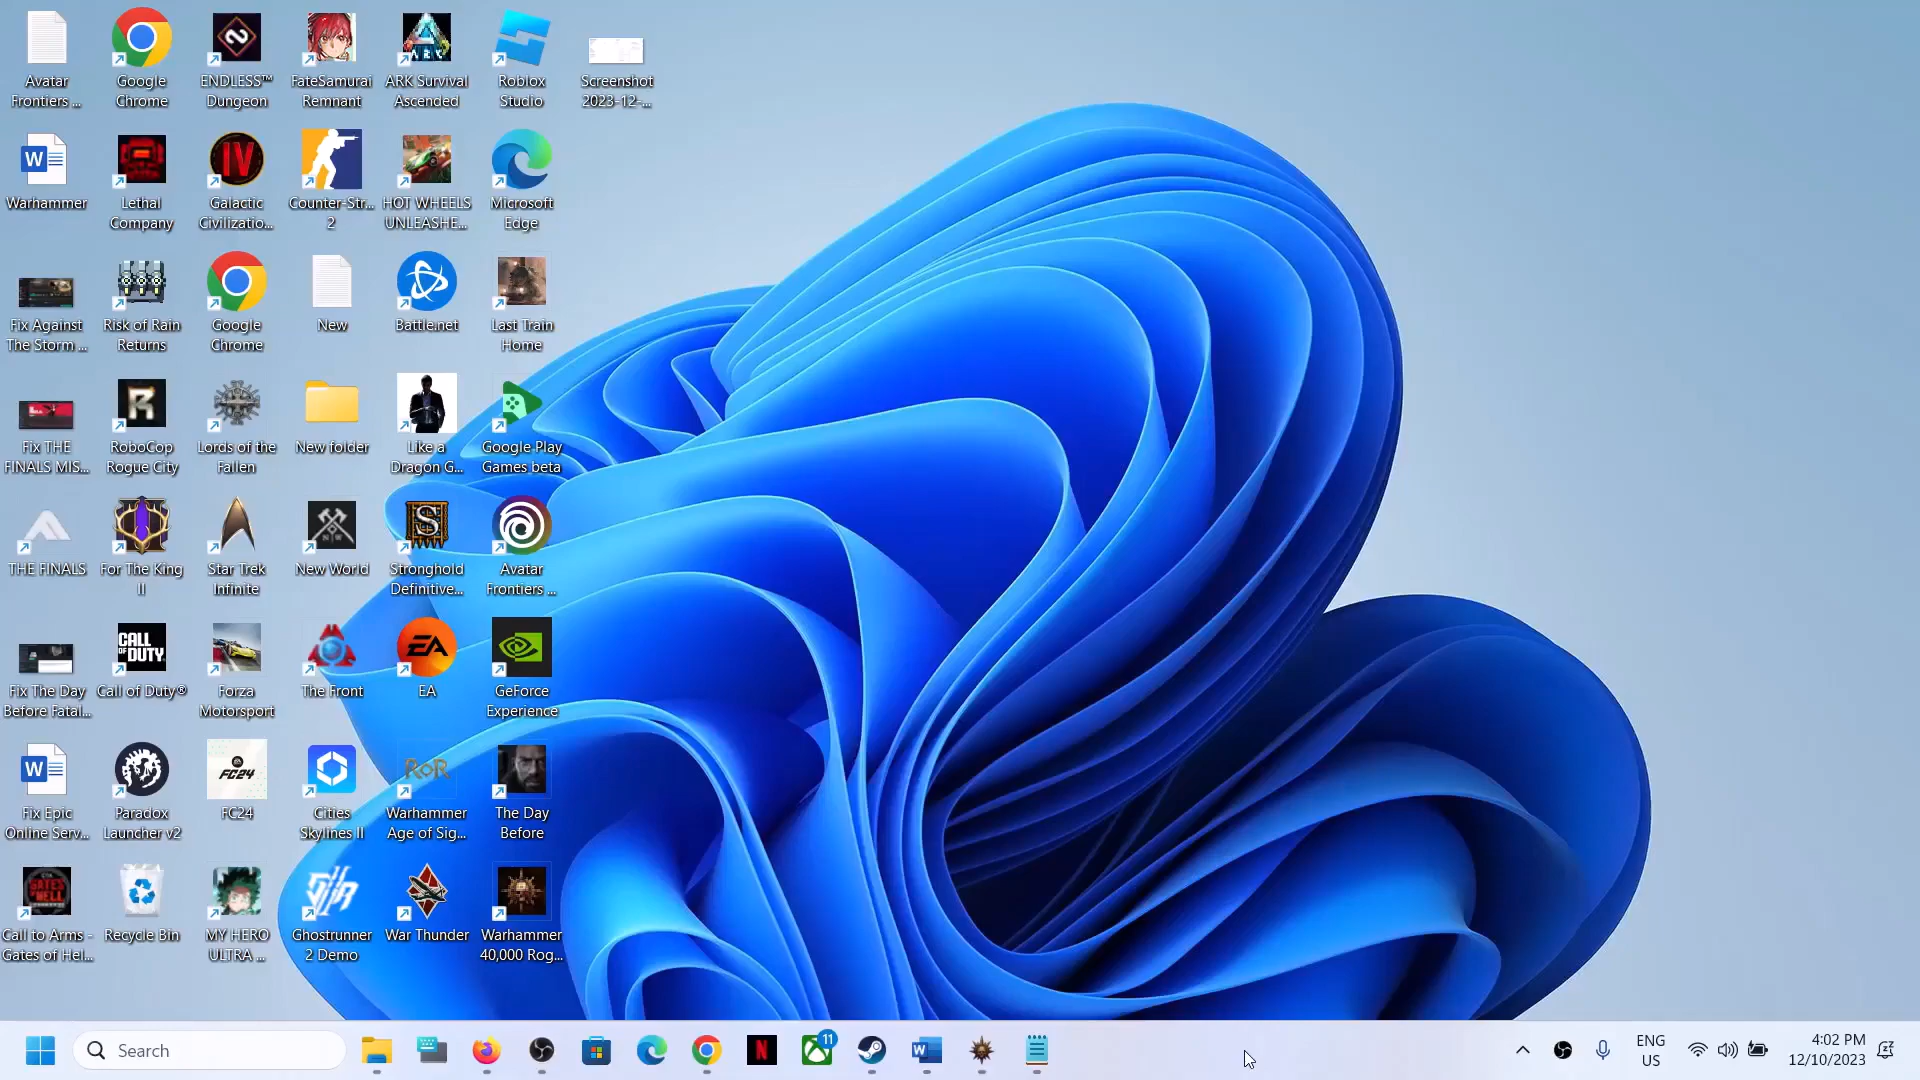 Avatar
Frontiers ...
Google
Chrome
ENDLESS™
Dungeon
FateSamurai
Remnant
ARK Survival
Ascended
Roblox
Studio
Screenshot
2023-12-...
Warhammer
Lethal
Company
Galactic
Civilizatio...
Counter-Str...
2
HOT WHEELS
UNLEASHE...
Microsoft
Edge
Fix Against
The Storm ...
Risk of Rain
Returns
Google
Chrome
New
Battle.net
Last Train
Home
Fix THE
FINALS MIS...
RoboCop
Rogue City
Lords of the
Fallen
New folder
Like a
Dragon G...
Google Play
Games beta
THE FINALS
For The King
II
Star Trek
Infinite
New World
Stronghold
Definitive...
Avatar
Frontiers ...
Fix The Day
Before Fatal...
Call of Duty®
Forza
Motorsport
The Front
EA
GeForce
Experience
Fix Epic
Online Serv...
Paradox
Launcher v2
FC24
Cities
Skylines II
Warhammer
Age of Sig...
The Day
Before
Call to Arms -
Gates of Hel...
Recycle Bin
MY HERO
ULTRA ...
Ghostrunner
2 Demo
War Thunder
Warhammer
40,000 Rog...
Search
11
ENG
US
4:02 PM
12/10/2023